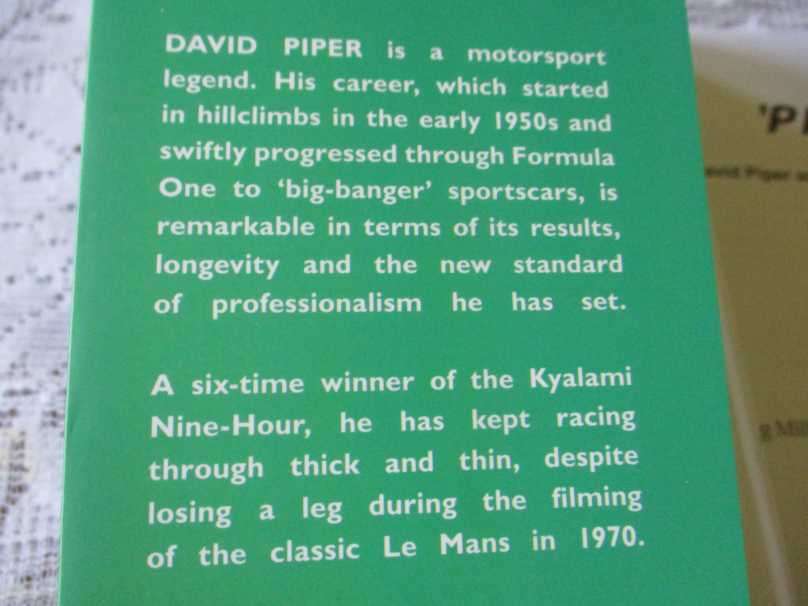 DAVID PIPER is a motorsport
legend. His career, which started
in hillclimbs in the early 1950s and
swiftly progressed through Formula
One to ‘big-banger’ sportscars, is
remarkable in terms of its results,
longevity and the new standard
of professionalism he has set.
A six-time winner of the Kyalami
Nine-Hour, he has kept racing
through thick and thin, despite
losing a leg during the filming
of the classic Le Mans in 1970.